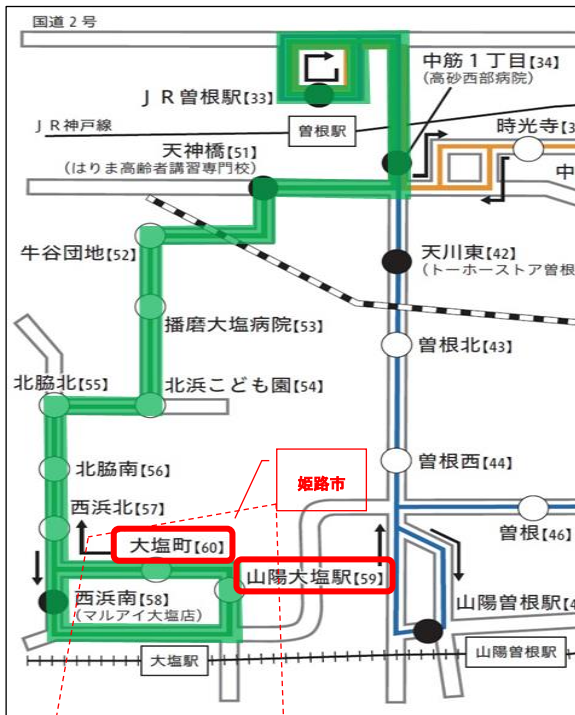 国道２号
ＪＲ曽根駅【33】
中筋１丁目【34】
(高砂西部病院)
ＪＲ神戸線
曽根駅
時光寺【3
天神橋【51】
(はりま高齢者講習専門校)
中
牛谷団地【52】
天川東【42】
(トーホーストア曽根
播磨大塩病院【53】
曽根北【43】
北脇北【55】
北浜こども園【54】
北脇南【56】
姫路市
曽根西【44】
西浜北【57】
大塩町【60】
曽根【46】
山陽大塩駅【59】
西浜南【58】
(マルアイ大塩店)
山陽曽根駅【4
大塩駅
山陽曽根駅